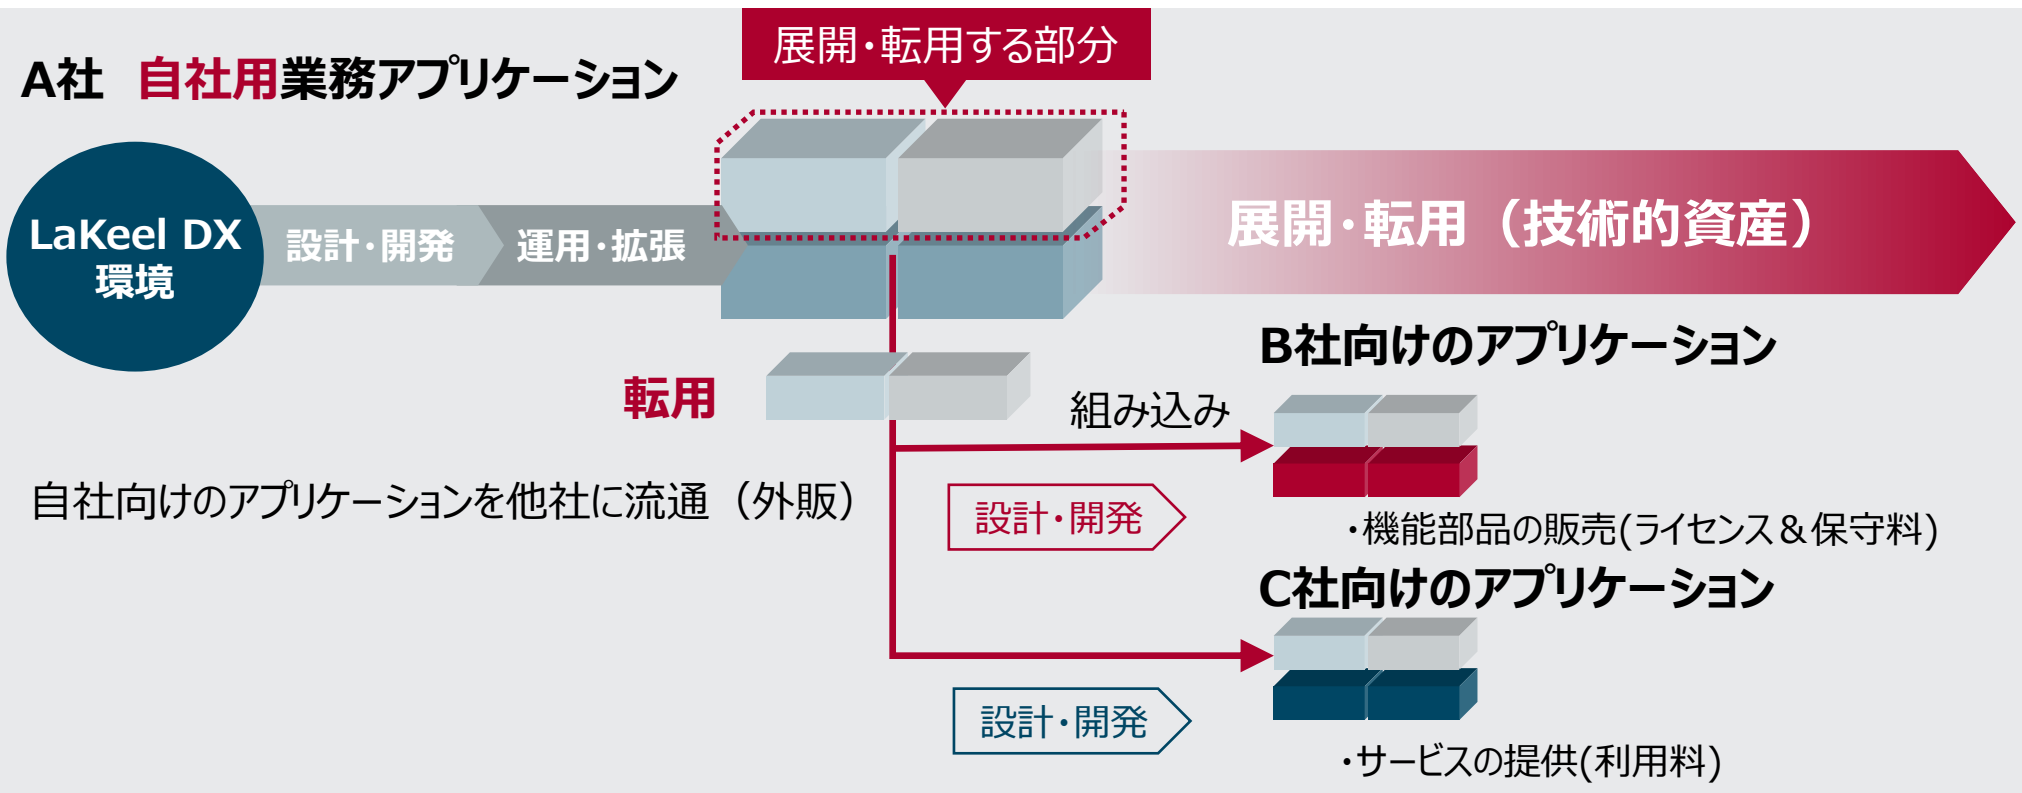 展開・転用する部分
A社 自社用業務アプリケーション
LaKeel DX
環境
設計・開発
運用・拡張
展開・転用（技術的資産）
転用
組み込み
B社向けのアプリケーション
自社向けのアプリケーションを他社に流通（外販）
設計・開発
・機能部品の販売(ライセンス＆保守料)
C社向けのアプリケーション
設計・開発
・サービスの提供(利用料)